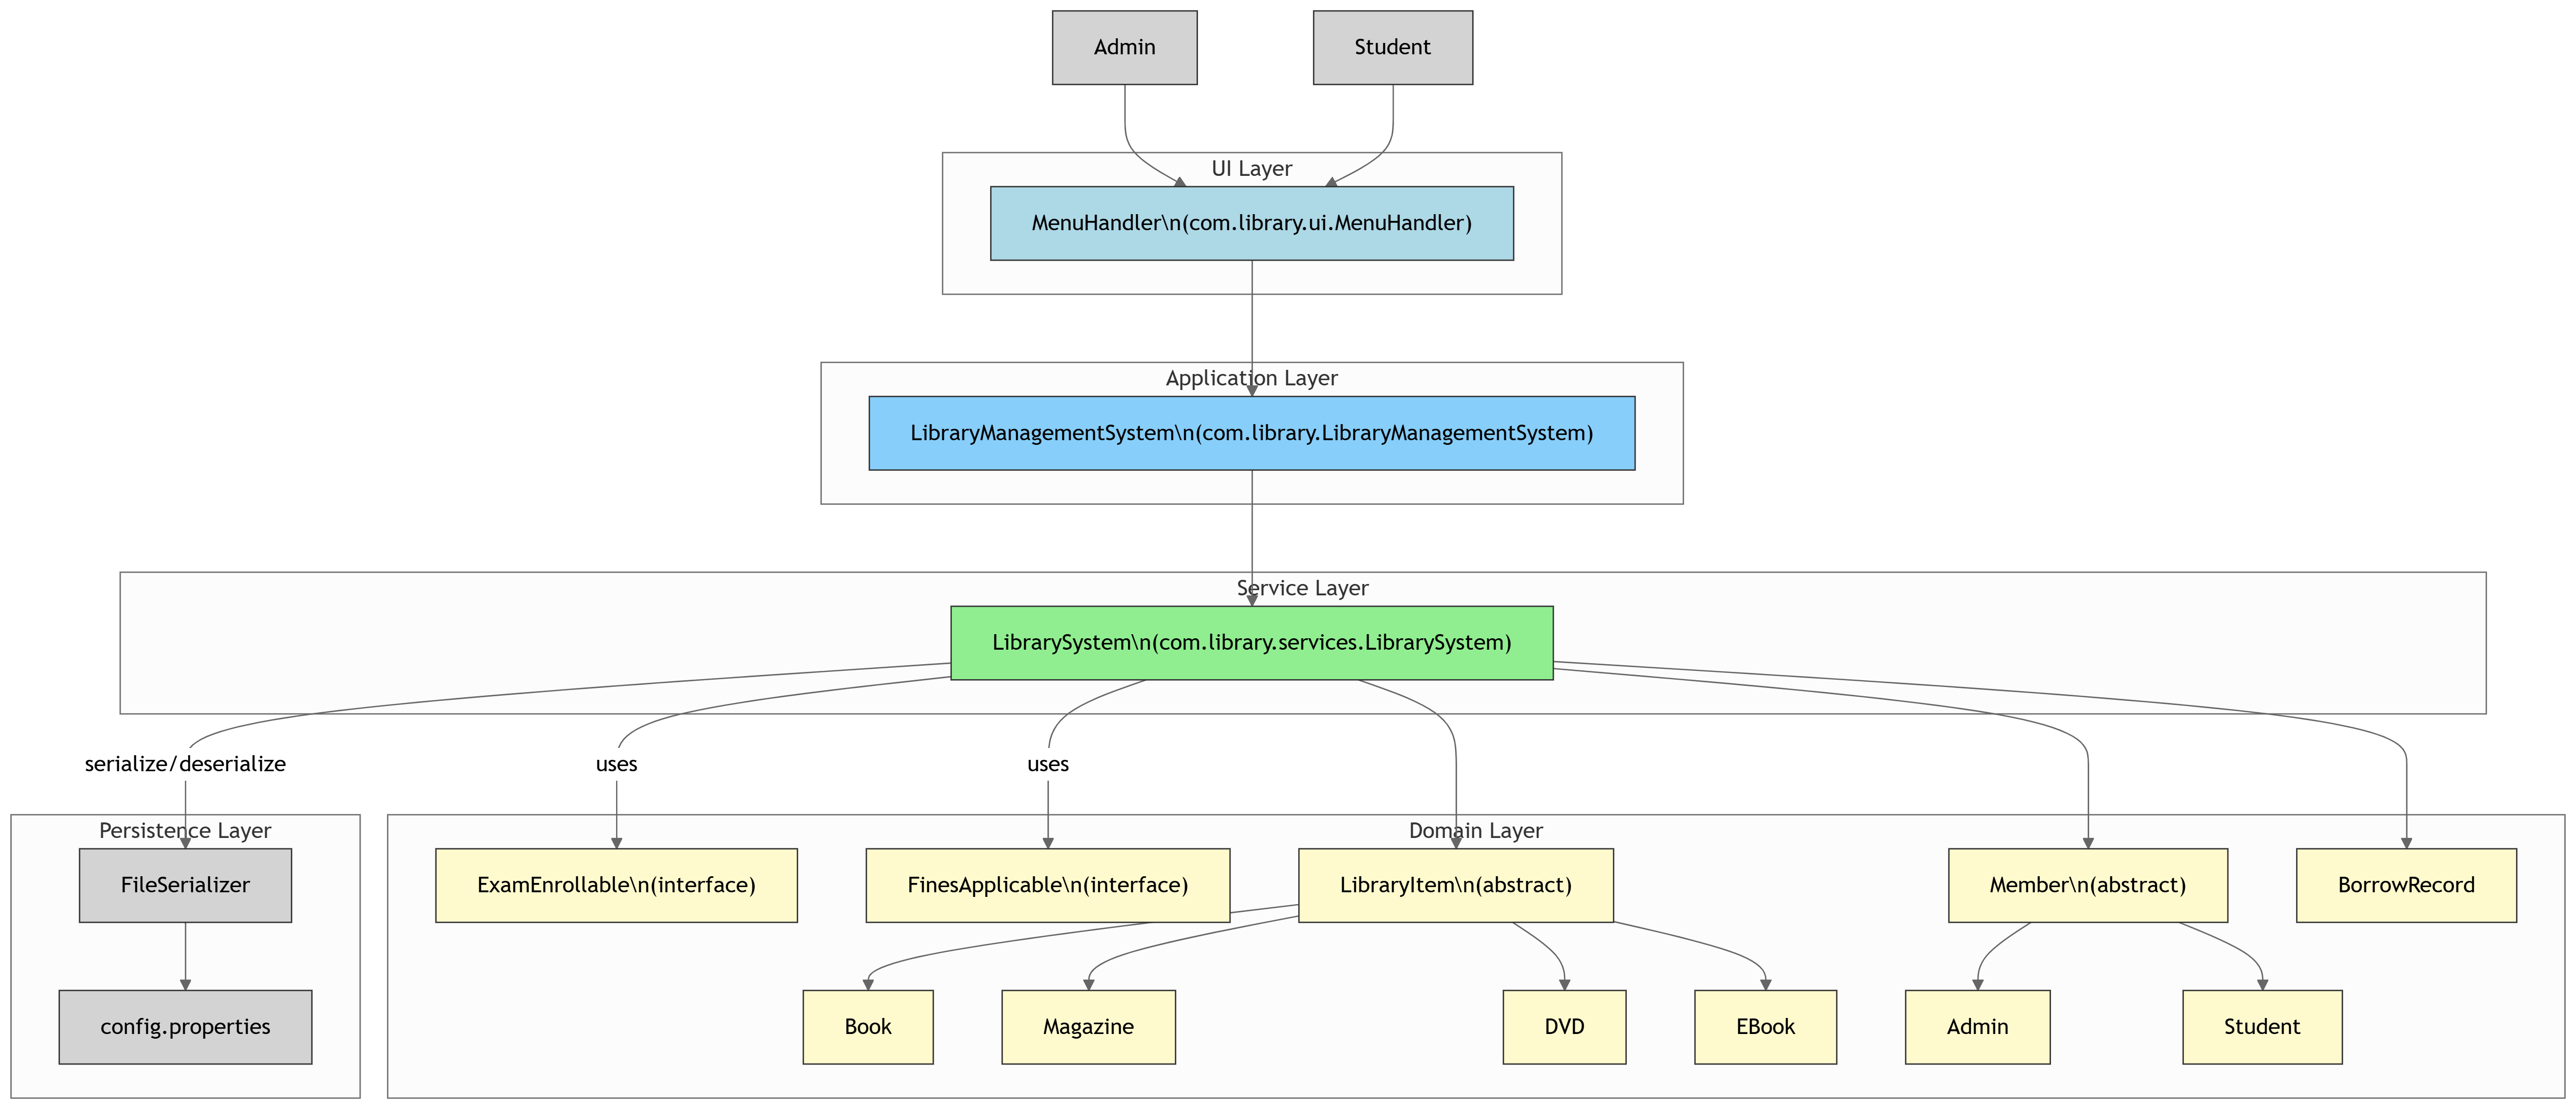 Admin
Student
UI Layer
MenuHandler\n(com.library.ui.MenuHandler)
Application Layer
LibraryManagementSystem\n(com.library.LibraryManagementSystem)
Service Layer
LibrarySystem\n(com.library.services.LibrarySystem)
serialize/deserialize
uses
uses
Persistence Layer
Domain Layer
FileSerializer
ExamEnrollable\n(interface)
FinesApplicable\n(interface)
LibraryItem\n(abstract)
Member\n(abstract)
BorrowRecord
config.properties
Book
Magazine
DVD
EBook
Admin
Student